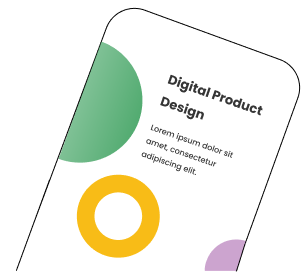 Digital Product
Design
Lorem ipsum dolor sit
amet, consectetur
adipiscing elit.